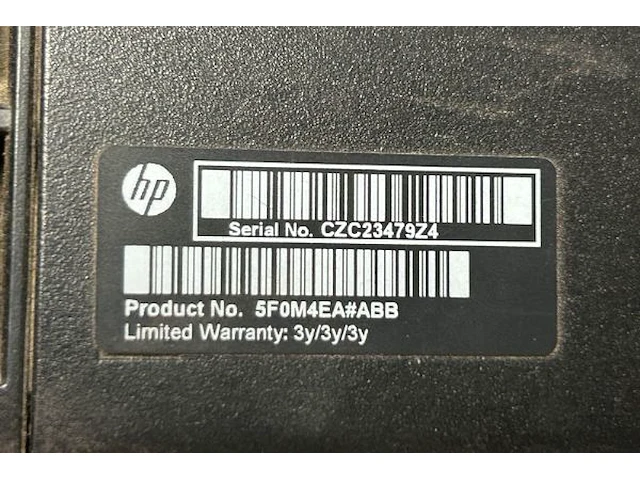 hp
Serial No. CZC23479Z4
Product No. 5F0M4EA#ABB
Limited Warranty: 3y/3y/3y